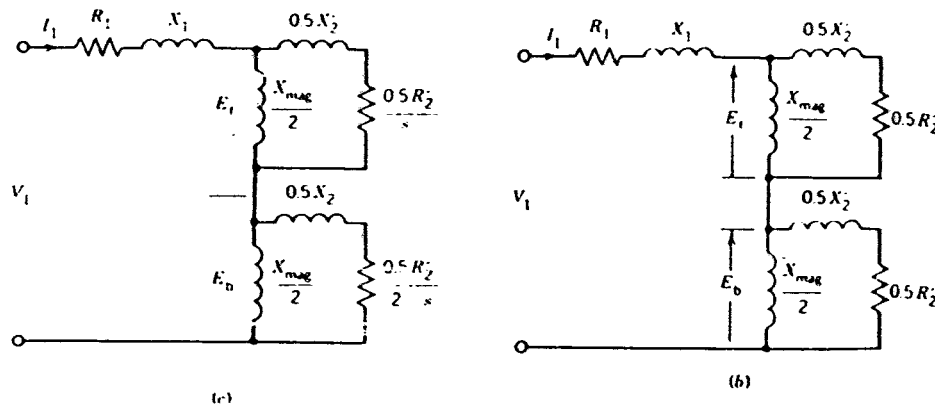 I₁ R₁ X₁ 0.5X₂′
E_f X_mag/2 0.5R₂′/s
V₁
0.5X₂′
E_b X_mag/2 0.5R₂′/2-s
(c)
I₁ R₁ X₁ 0.5X₂′
E_f X_mag/2 0.5R₂′
V₁
0.5X₂′
E_b X_mag/2 0.5R₂′
(b)